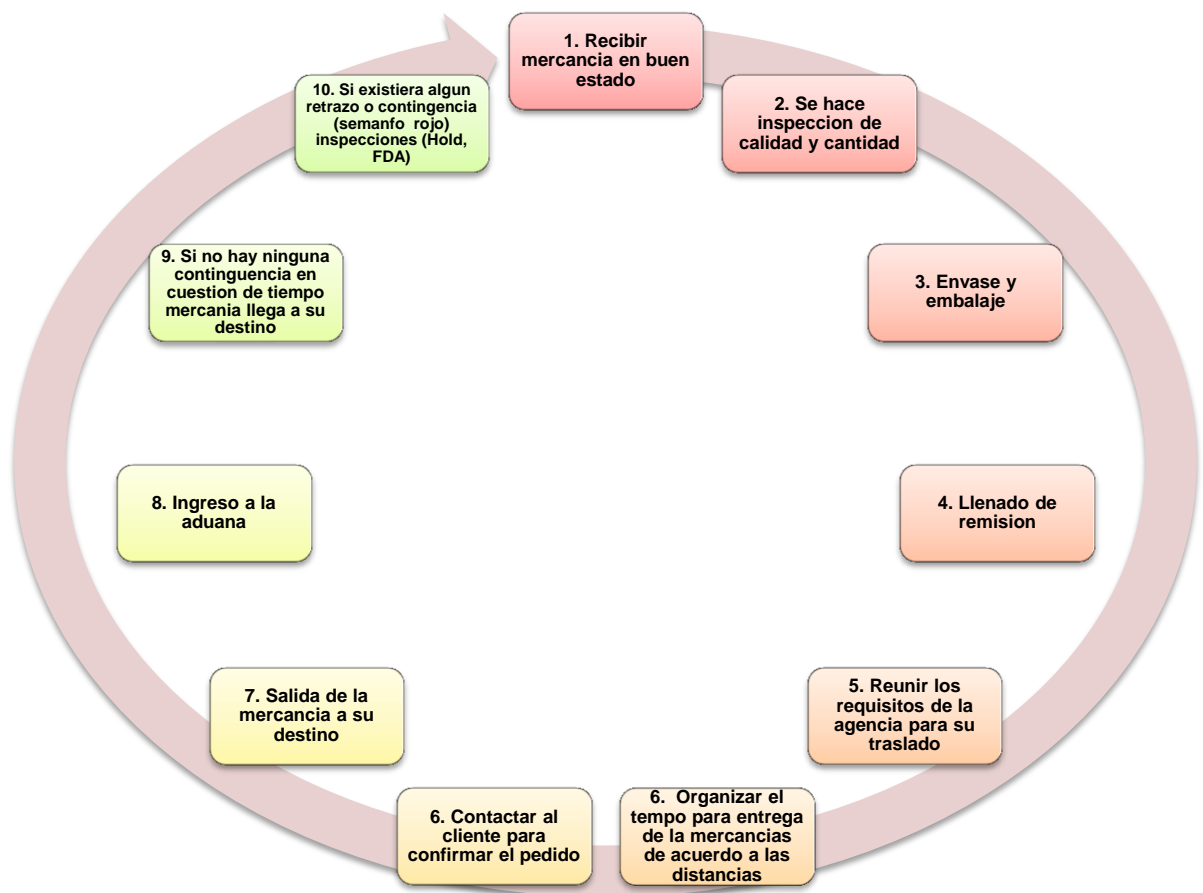 1. Recibir
mercancia en buen
estado
2. Se hace
inspeccion de
calidad y cantidad
3. Envase y
embalaje
4. Llenado de
remision
5. Reunir los
requisitos de la
agencia para su
traslado
6. Organizar el
tempo para entrega
de la mercancias
de acuerdo a las
distancias
6. Contactar al
cliente para
confirmar el pedido
7. Salida de la
mercancia a su
destino
8. Ingreso a la
aduana
9. Si no hay ninguna
continguencia en
cuestion de tiempo
mercania llega a su
destino
10. Si existiera algun
retrazo o contingencia
(semanfo rojo)
inspecciones (Hold,
FDA)